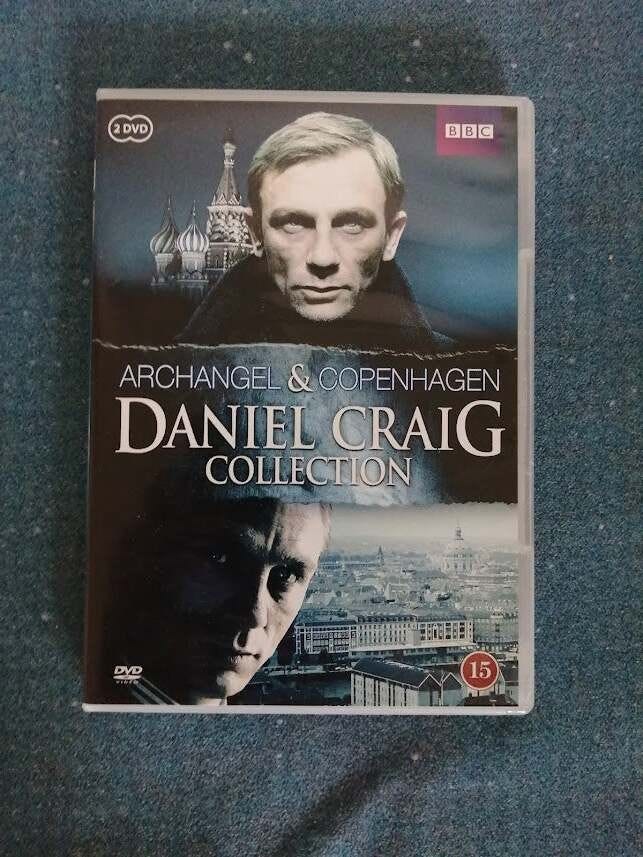 2 DVD
BBC
ARCHANGEL & COPENHAGEN
DANIEL CRAIG
COLLECTION
DVD
VIDEO
15